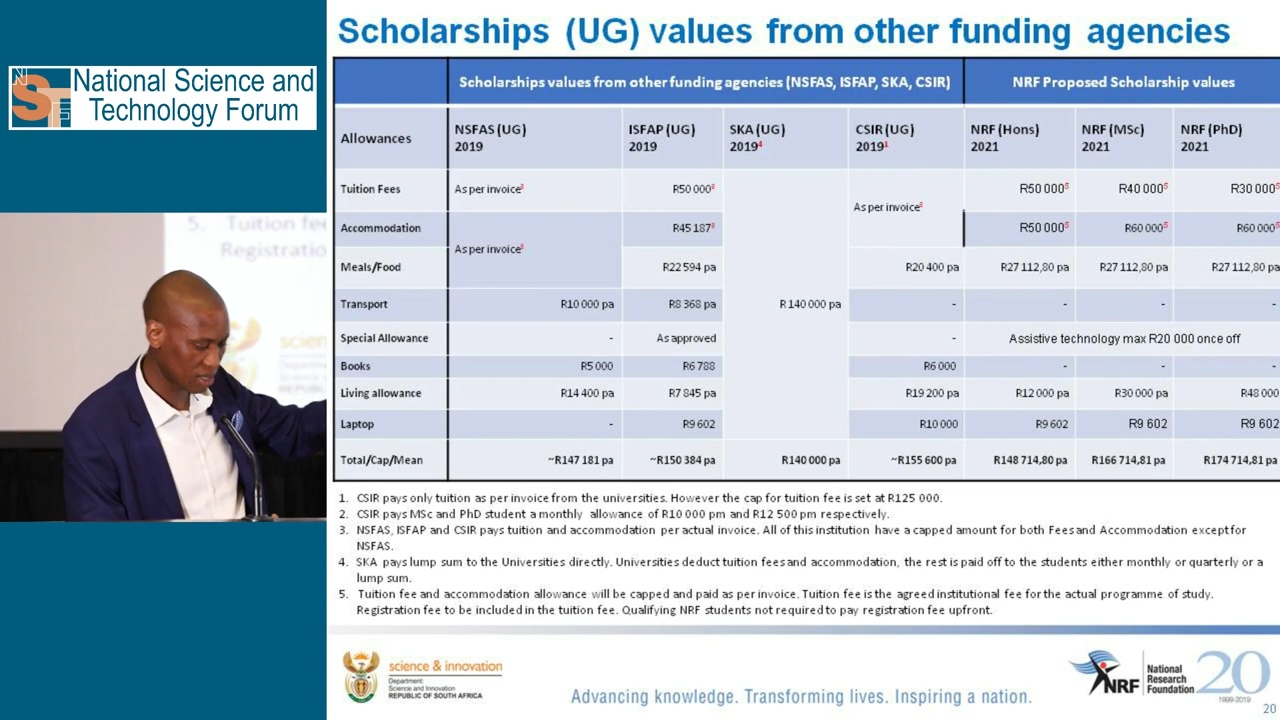 Scholarships (UG) values from other funding agencies
National Science and
Technology Forum
NSTF
5. Tuition fe
Registrati
Scholarships values from other funding agencies (NSFAS, ISFAP, SKA, CSIR) NRF Proposed Scholarship values
Allowances NSFAS (UG) 2019 ISFAP (UG) 2019 SKA (UG) 2019⁴ CSIR (UG) 2019¹ NRF (Hons) 2021 NRF (MSc) 2021 NRF (PhD) 2021
Tuition Fees As per invoice³ R50 000³ As per invoice³ R50 000⁵ R40 000⁵ R30 000⁵
Accommodation As per invoice³ R45 187³ R50 000⁵ R60 000⁵ R60 000⁵
Meals/Food R22 594 pa R20 400 pa R27 112,80 pa R27 112,80 pa R27 112,80 pa
Transport R10 000 pa R8 368 pa R 140 000 pa - - - -
Special Allowance - As approved - Assistive technology max R20 000 once off
Books R5 000 R6 788 R6 000 - - -
Living allowance R14 400 pa R7 845 pa R19 200 pa R12 000 pa R30 000 pa R48 000
Laptop - R9 602 R10 000 R9 602 R9 602 R9 602
Total/Cap/Mean ~R147 181 pa ~R150 384 pa R140 000 pa ~R155 600 pa R148 714,80 pa R166 714,81 pa R174 714,81 pa
1. CSIR pays only tuition as per invoice from the universities. However the cap for tuition fee is set at R125 000.
2. CSIR pays MSc and PhD student a monthly allowance of R10 000 pm and R12 500 pm respectively.
3. NSFAS, ISFAP and CSIR pays tuition and accommodation per actual invoice. All of this institution have a capped amount for both Fees and Accommodation except for
NSFAS.
4. SKA pays lump sum to the Universities directly. Universities deduct tuition fees and accommodation, the rest is paid off to the students either monthly or quarterly or a
lump sum.
5. Tuition fee and accommodation allowance will be capped and paid as per invoice. Tuition fee is the agreed institutional fee for the actual programme of study.
Registration fee to be included in the tuition fee. Qualifying NRF students not required to pay registration fee upfront.
science & innovation
Department:
Science and Innovation
REPUBLIC OF SOUTH AFRICA
Advancing knowledge. Transforming lives. Inspiring a nation.
NRF
National
Research
Foundation
20
1999-2019
20